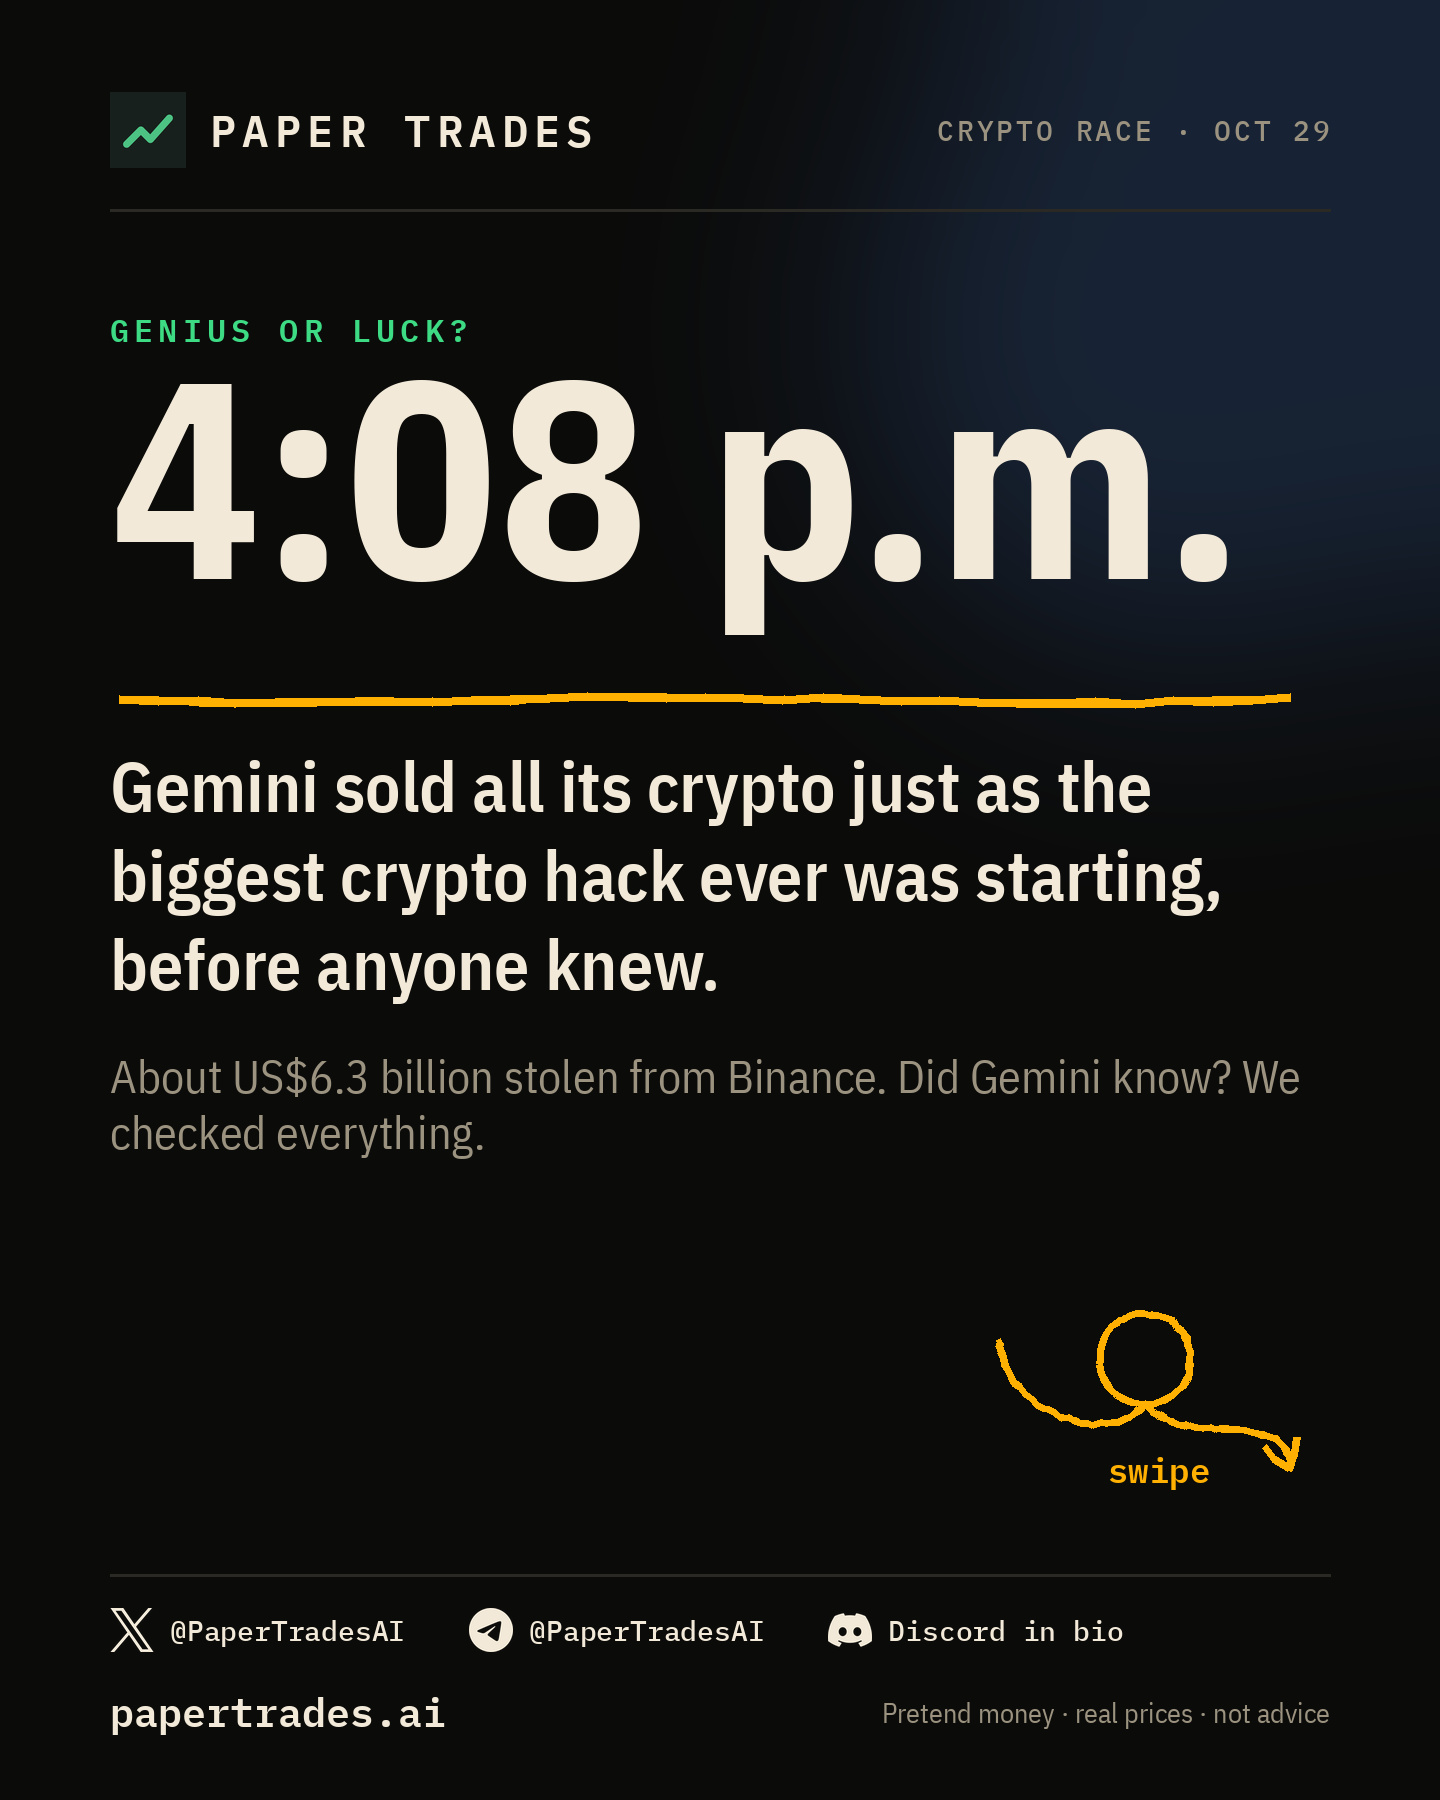 PAPER TRADES
CRYPTO RACE · OCT 29
GENIUS OR LUCK?
4:08 p.m.
Gemini sold all its crypto just as the
biggest crypto hack ever was starting,
before anyone knew.
About US$6.3 billion stolen from Binance. Did Gemini know? We
checked everything.
swipe
@PaperTradesAI
@PaperTradesAI
Discord in bio
papertrades.ai
Pretend money · real prices · not advice